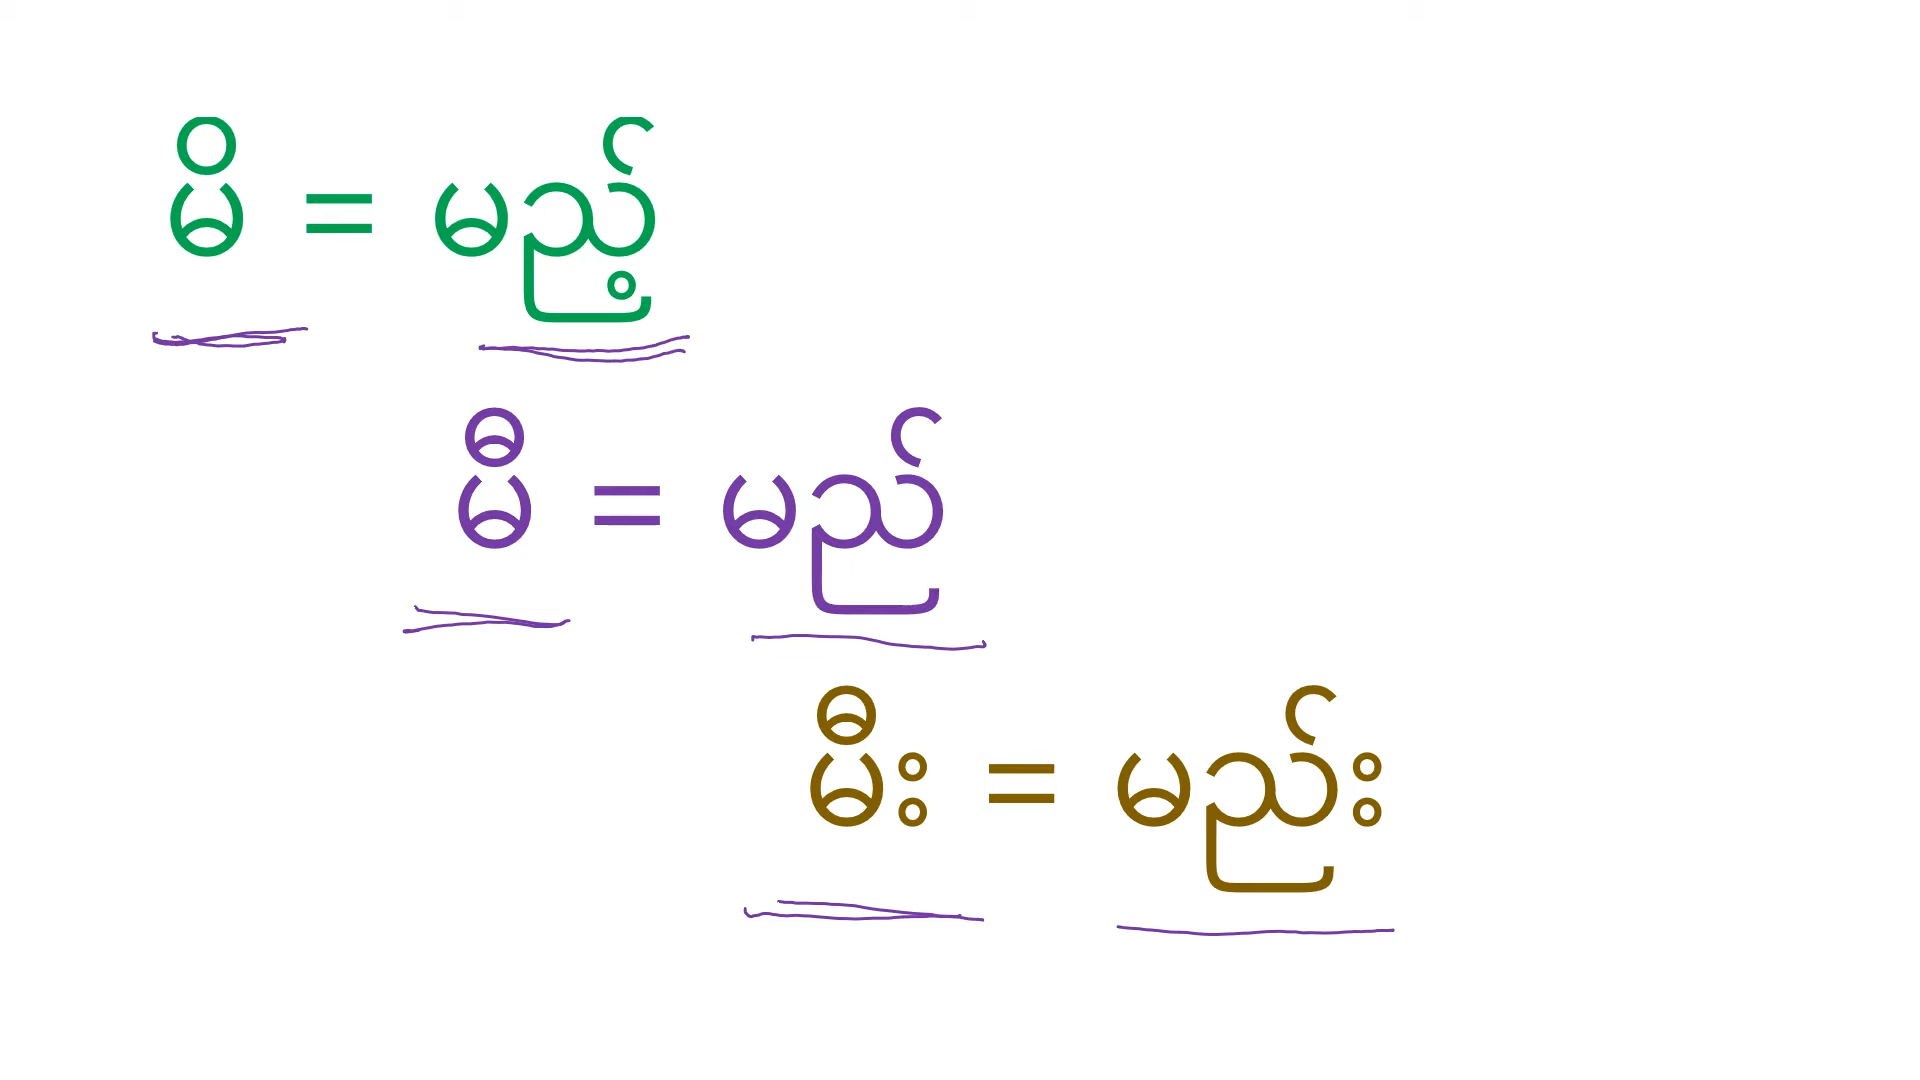 မိ = မည့်
မီ = မည်
မီး = မည်း